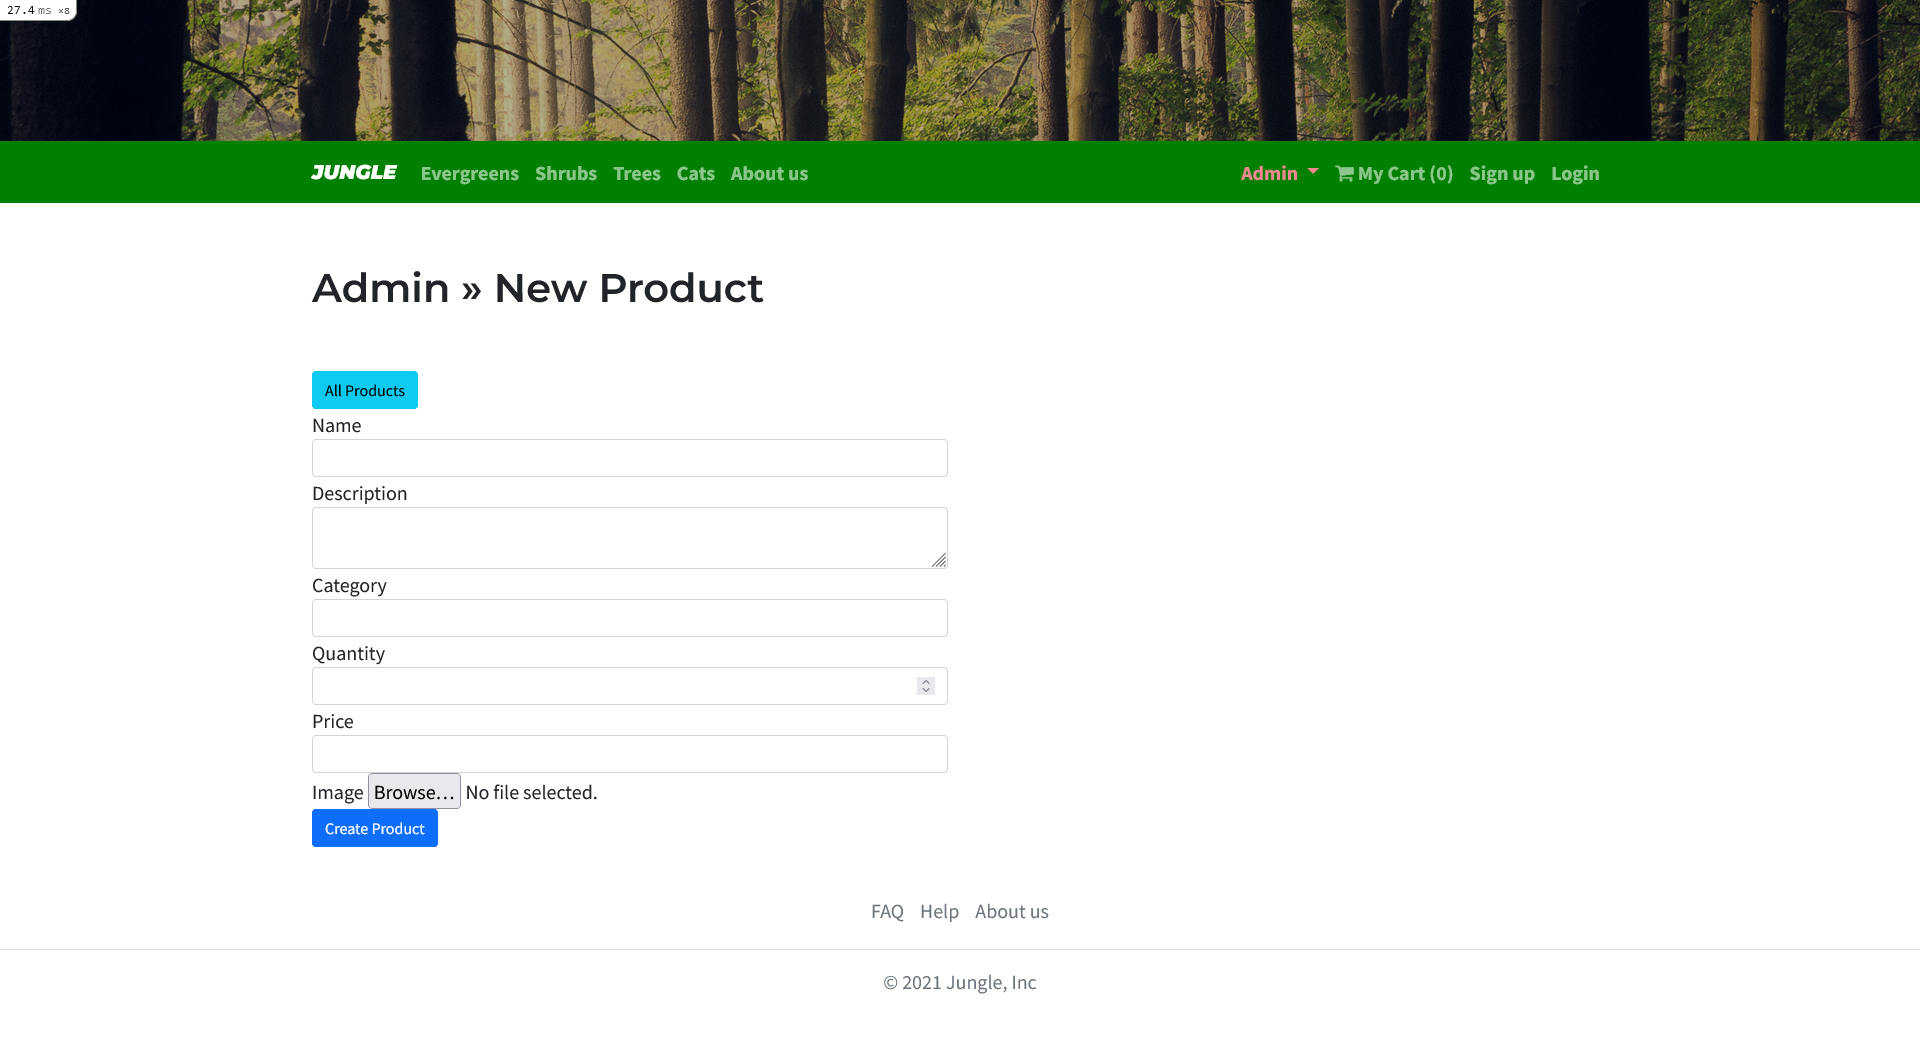 27.4 ms ×8
JUNGLE Evergreens Shrubs Trees Cats About us Admin My Cart (0) Sign up Login
Admin » New Product
All Products
Name
Description
Category
Quantity
Price
Image Browse… No file selected.
Create Product
FAQ Help About us
© 2021 Jungle, Inc